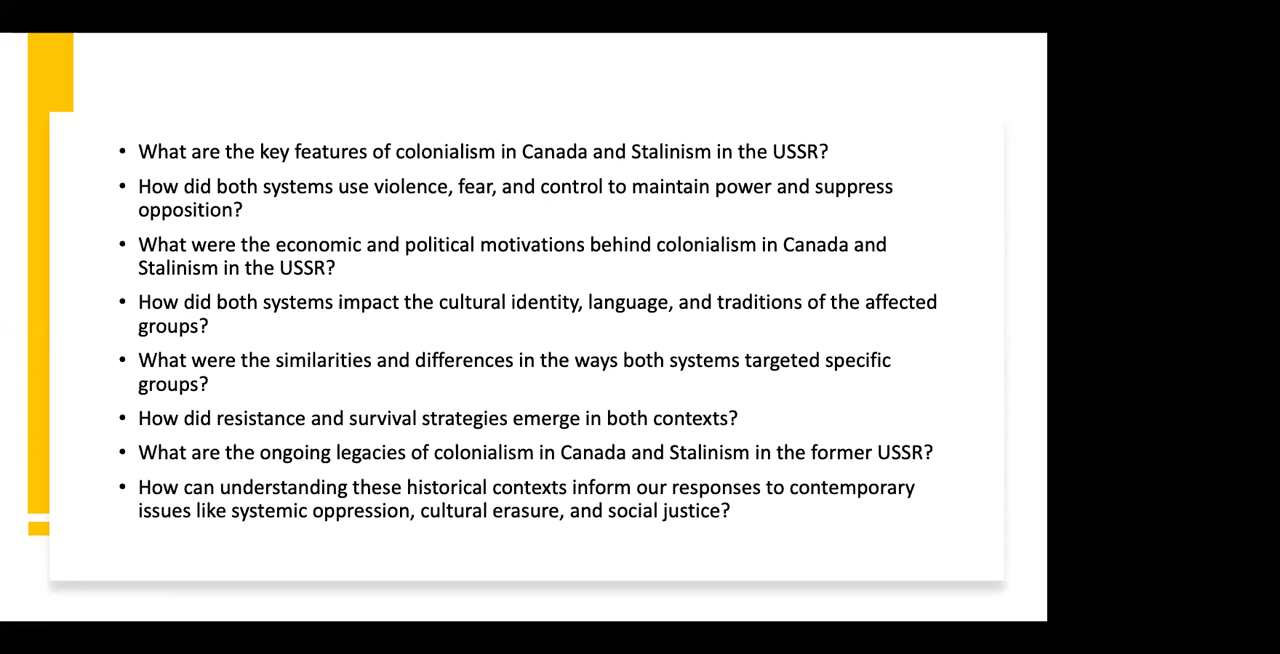 • What are the key features of colonialism in Canada and Stalinism in the USSR?
• How did both systems use violence, fear, and control to maintain power and suppress
opposition?
• What were the economic and political motivations behind colonialism in Canada and
Stalinism in the USSR?
• How did both systems impact the cultural identity, language, and traditions of the affected
groups?
• What were the similarities and differences in the ways both systems targeted specific
groups?
• How did resistance and survival strategies emerge in both contexts?
• What are the ongoing legacies of colonialism in Canada and Stalinism in the former USSR?
• How can understanding these historical contexts inform our responses to contemporary
issues like systemic oppression, cultural erasure, and social justice?